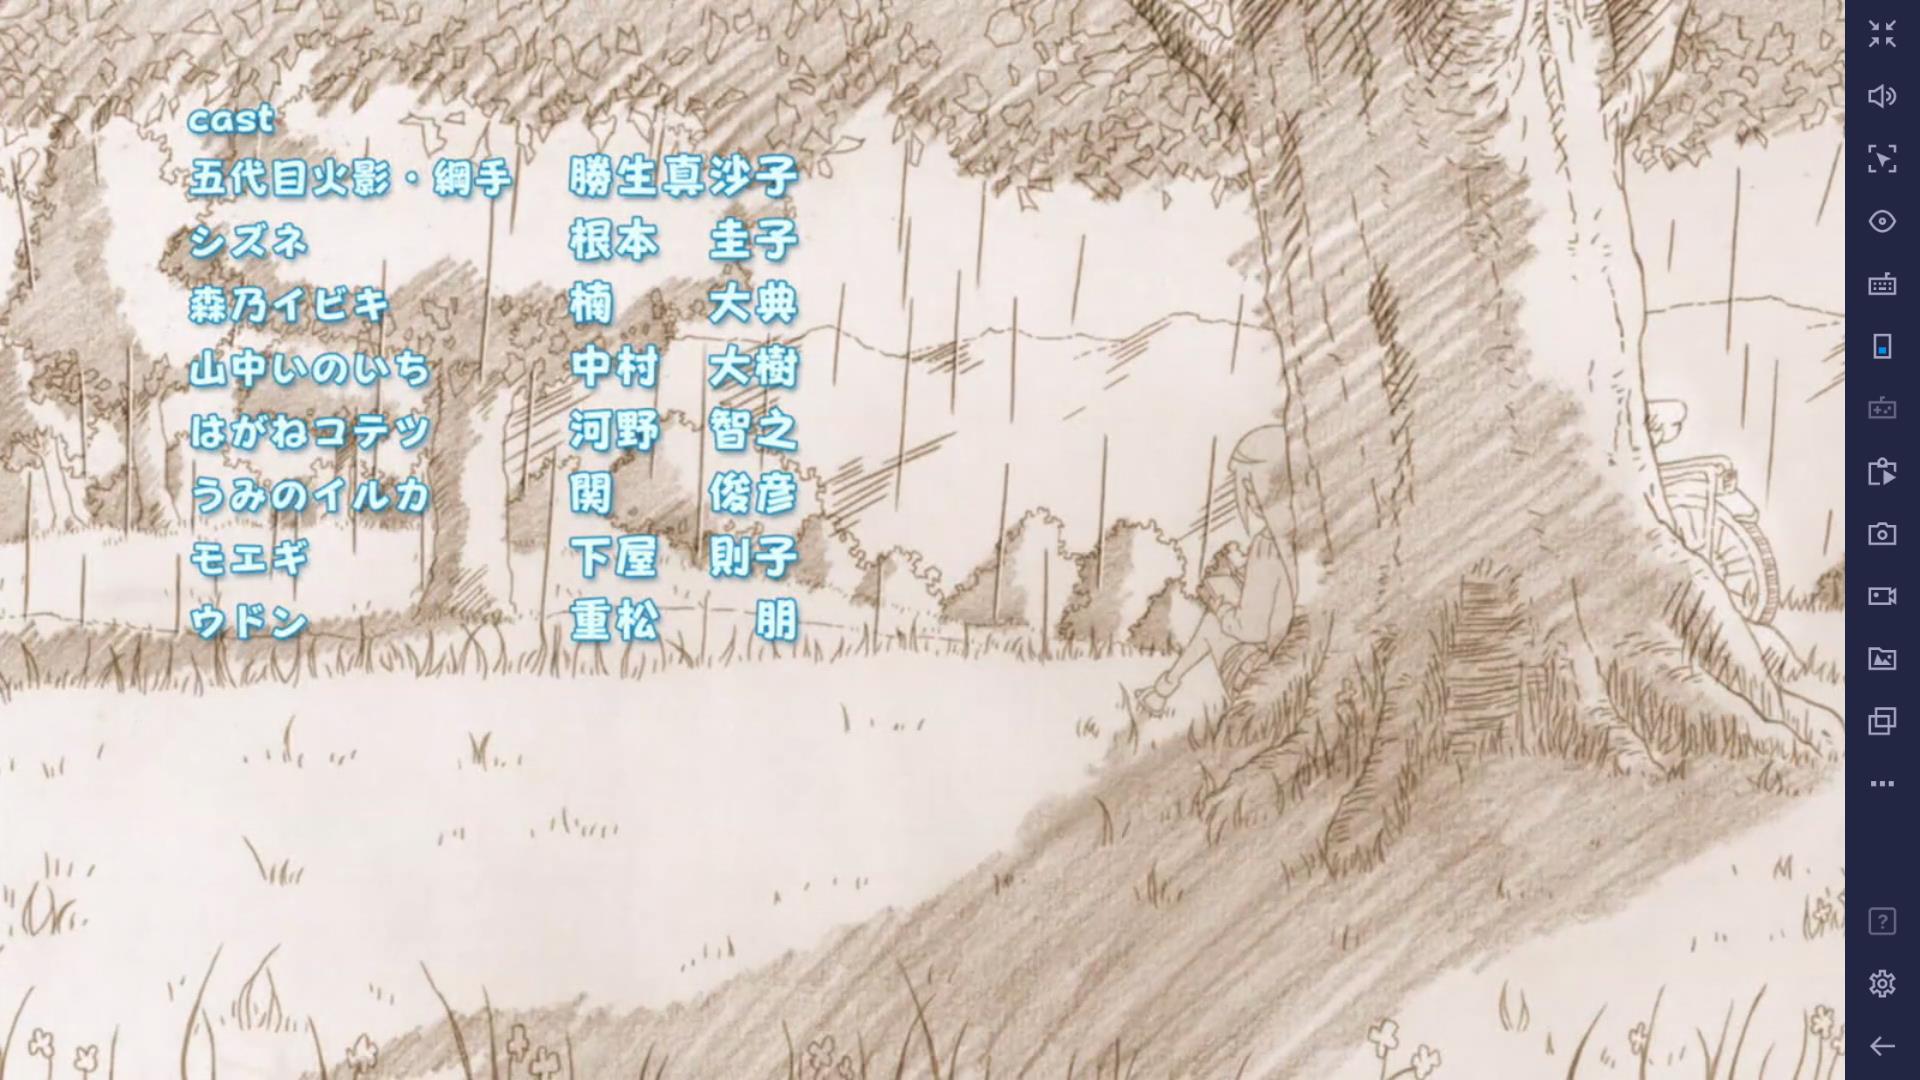 cast
五代目火影・綱手 勝生真沙子
シズネ 根本 圭子
森乃イビキ 楠 大典
山中いのいち 中村 大樹
はがねコテツ 河野 智之
うみのイルカ 関 俊彦
モエギ 下屋 則子
ウドン 重松 朋